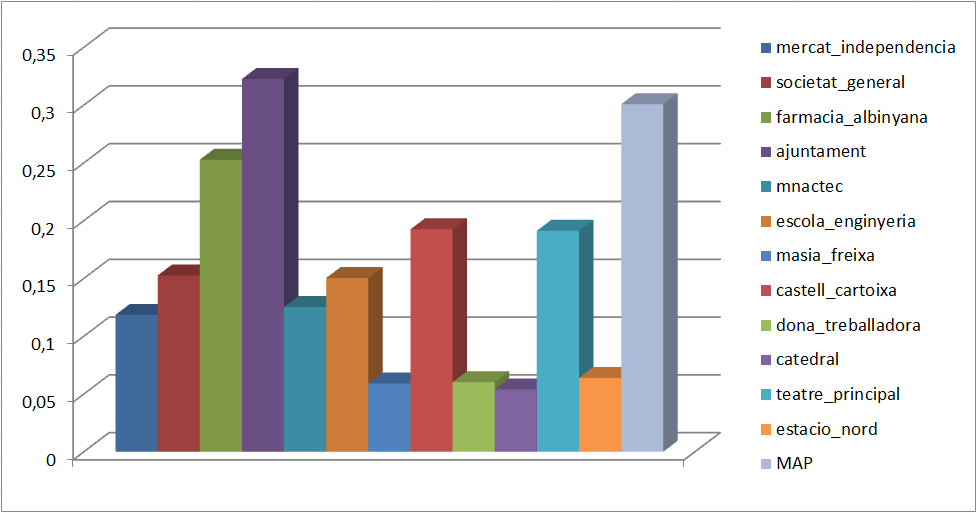 0,35
0,3
0,25
0,2
0,15
0,1
0,05
0
mercat_independencia
societat_general
farmacia_albinyana
ajuntament
mnactec
escola_enginyeria
masia_freixa
castell_cartoixa
dona_treballadora
catedral
teatre_principal
estacio_nord
MAP